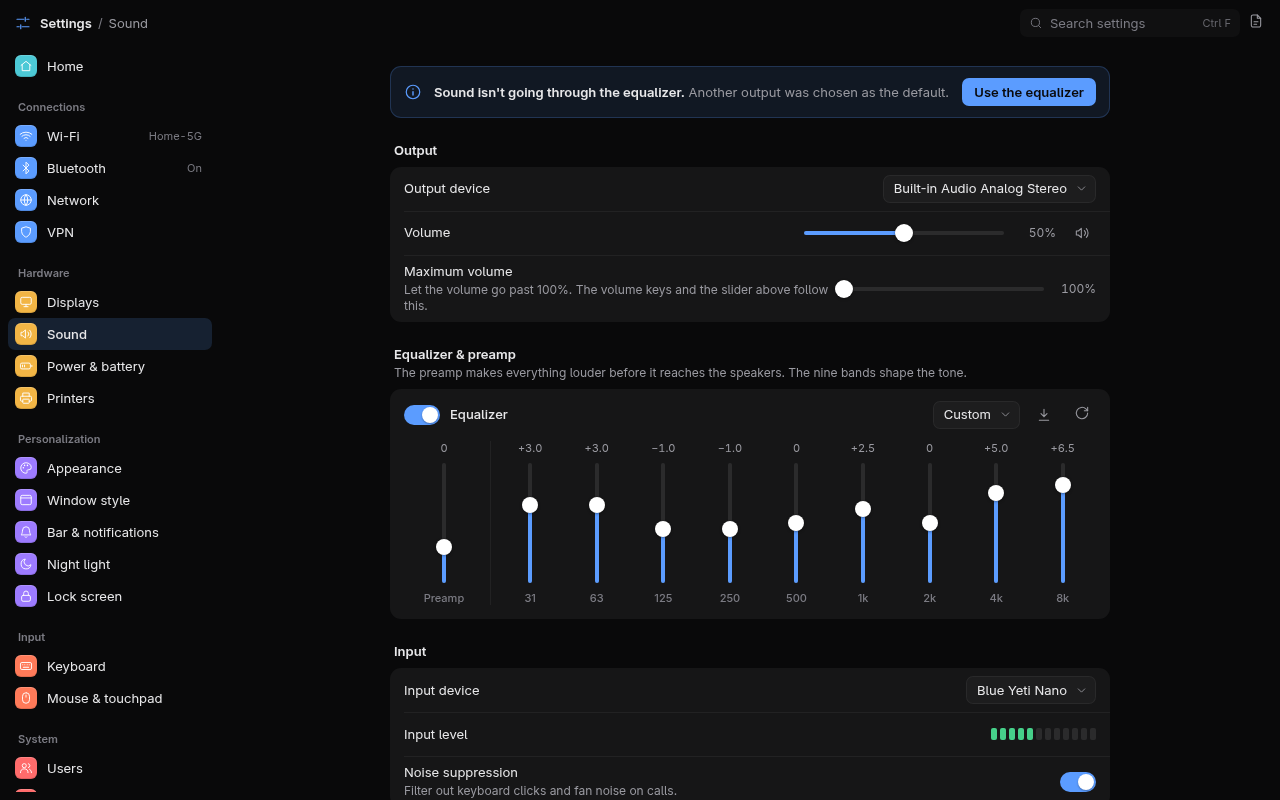 Settings / Sound
Search settings
Ctrl F
Home
Connections
Wi-Fi
Home-5G
Bluetooth
On
Network
VPN
Hardware
Displays
Sound
Power & battery
Printers
Personalization
Appearance
Window style
Bar & notifications
Night light
Lock screen
Input
Keyboard
Mouse & touchpad
System
Users
Sound isn't going through the equalizer. Another output was chosen as the default.
Use the equalizer
Output
Output device
Built-in Audio Analog Stereo
Volume
50%
Maximum volume
Let the volume go past 100%. The volume keys and the slider above follow
this.
100%
Equalizer & preamp
The preamp makes everything louder before it reaches the speakers. The nine bands shape the tone.
Equalizer
Custom
0 +3.0 +3.0 −1.0 −1.0 0 +2.5 0 +5.0 +6.5
Preamp 31 63 125 250 500 1k 2k 4k 8k
Input
Input device
Blue Yeti Nano
Input level
Noise suppression
Filter out keyboard clicks and fan noise on calls.